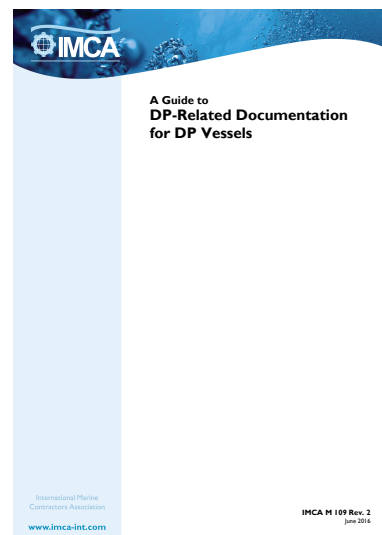 IMCA
A Guide to
DP-Related Documentation
for DP Vessels
International Marine
Contractors Association
www.imca-int.com
IMCA M 109 Rev. 2
June 2016